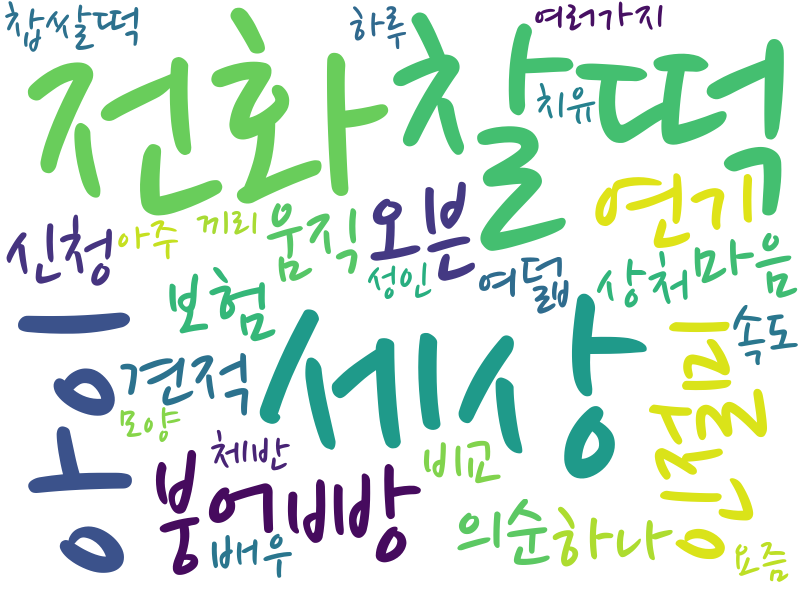 찹쌀떡
하루
여러가지
전화
찰떡
치유
신청
아주
끼리
움직
오븐
연기
성인
여덟
상처
마음
보험
아이
세상
인절미
속도
견적
모양
체반
붕어빵
비교
배우
의순
하나
요즘